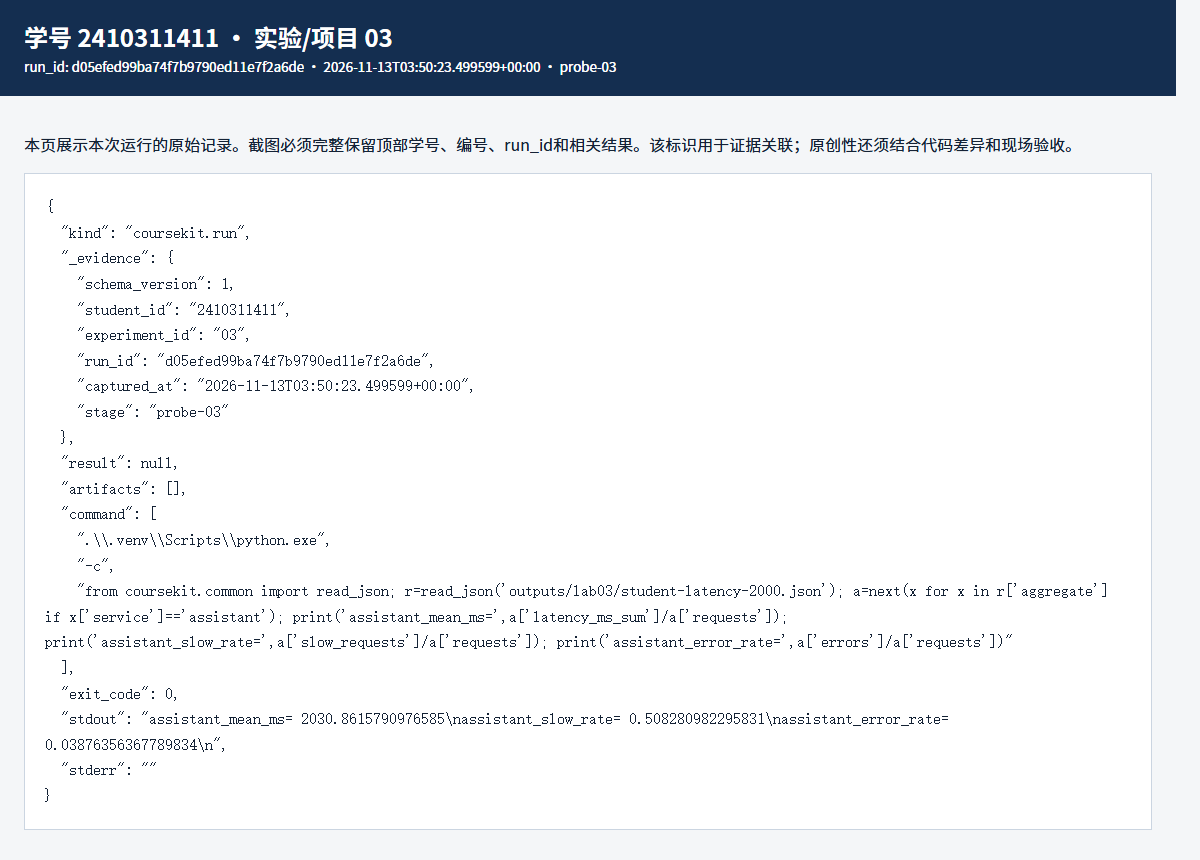 学号 2410311411 · 实验/项目 03
run_id: d05efed99ba74f7b9790ed11e7f2a6de · 2026-11-13T03:50:23.499599+00:00 · probe-03
本页展示本次运行的原始记录。截图必须完整保留顶部学号、编号、run_id和相关结果。该标识用于证据关联；原创性还须结合代码差异和现场验收。
{
  "kind": "coursekit.run",
  "_evidence": {
    "schema_version": 1,
    "student_id": "2410311411",
    "experiment_id": "03",
    "run_id": "d05efed99ba74f7b9790ed11e7f2a6de",
    "captured_at": "2026-11-13T03:50:23.499599+00:00",
    "stage": "probe-03"
  },
  "result": null,
  "artifacts": [],
  "command": [
    ".\\.venv\\Scripts\\python.exe",
    "-c",
    "from coursekit.common import read_json; r=read_json('outputs/lab03/student-latency-2000.json'); a=next(x for x in r['aggregate']
if x['service']=='assistant'); print('assistant_mean_ms=',a['latency_ms_sum']/a['requests']);
print('assistant_slow_rate=',a['slow_requests']/a['requests']); print('assistant_error_rate=',a['errors']/a['requests'])"
  ],
  "exit_code": 0,
  "stdout": "assistant_mean_ms= 2030.8615790976585\nassistant_slow_rate= 0.508280982295831\nassistant_error_rate=
0.03876356367789834\n",
  "stderr": ""
}